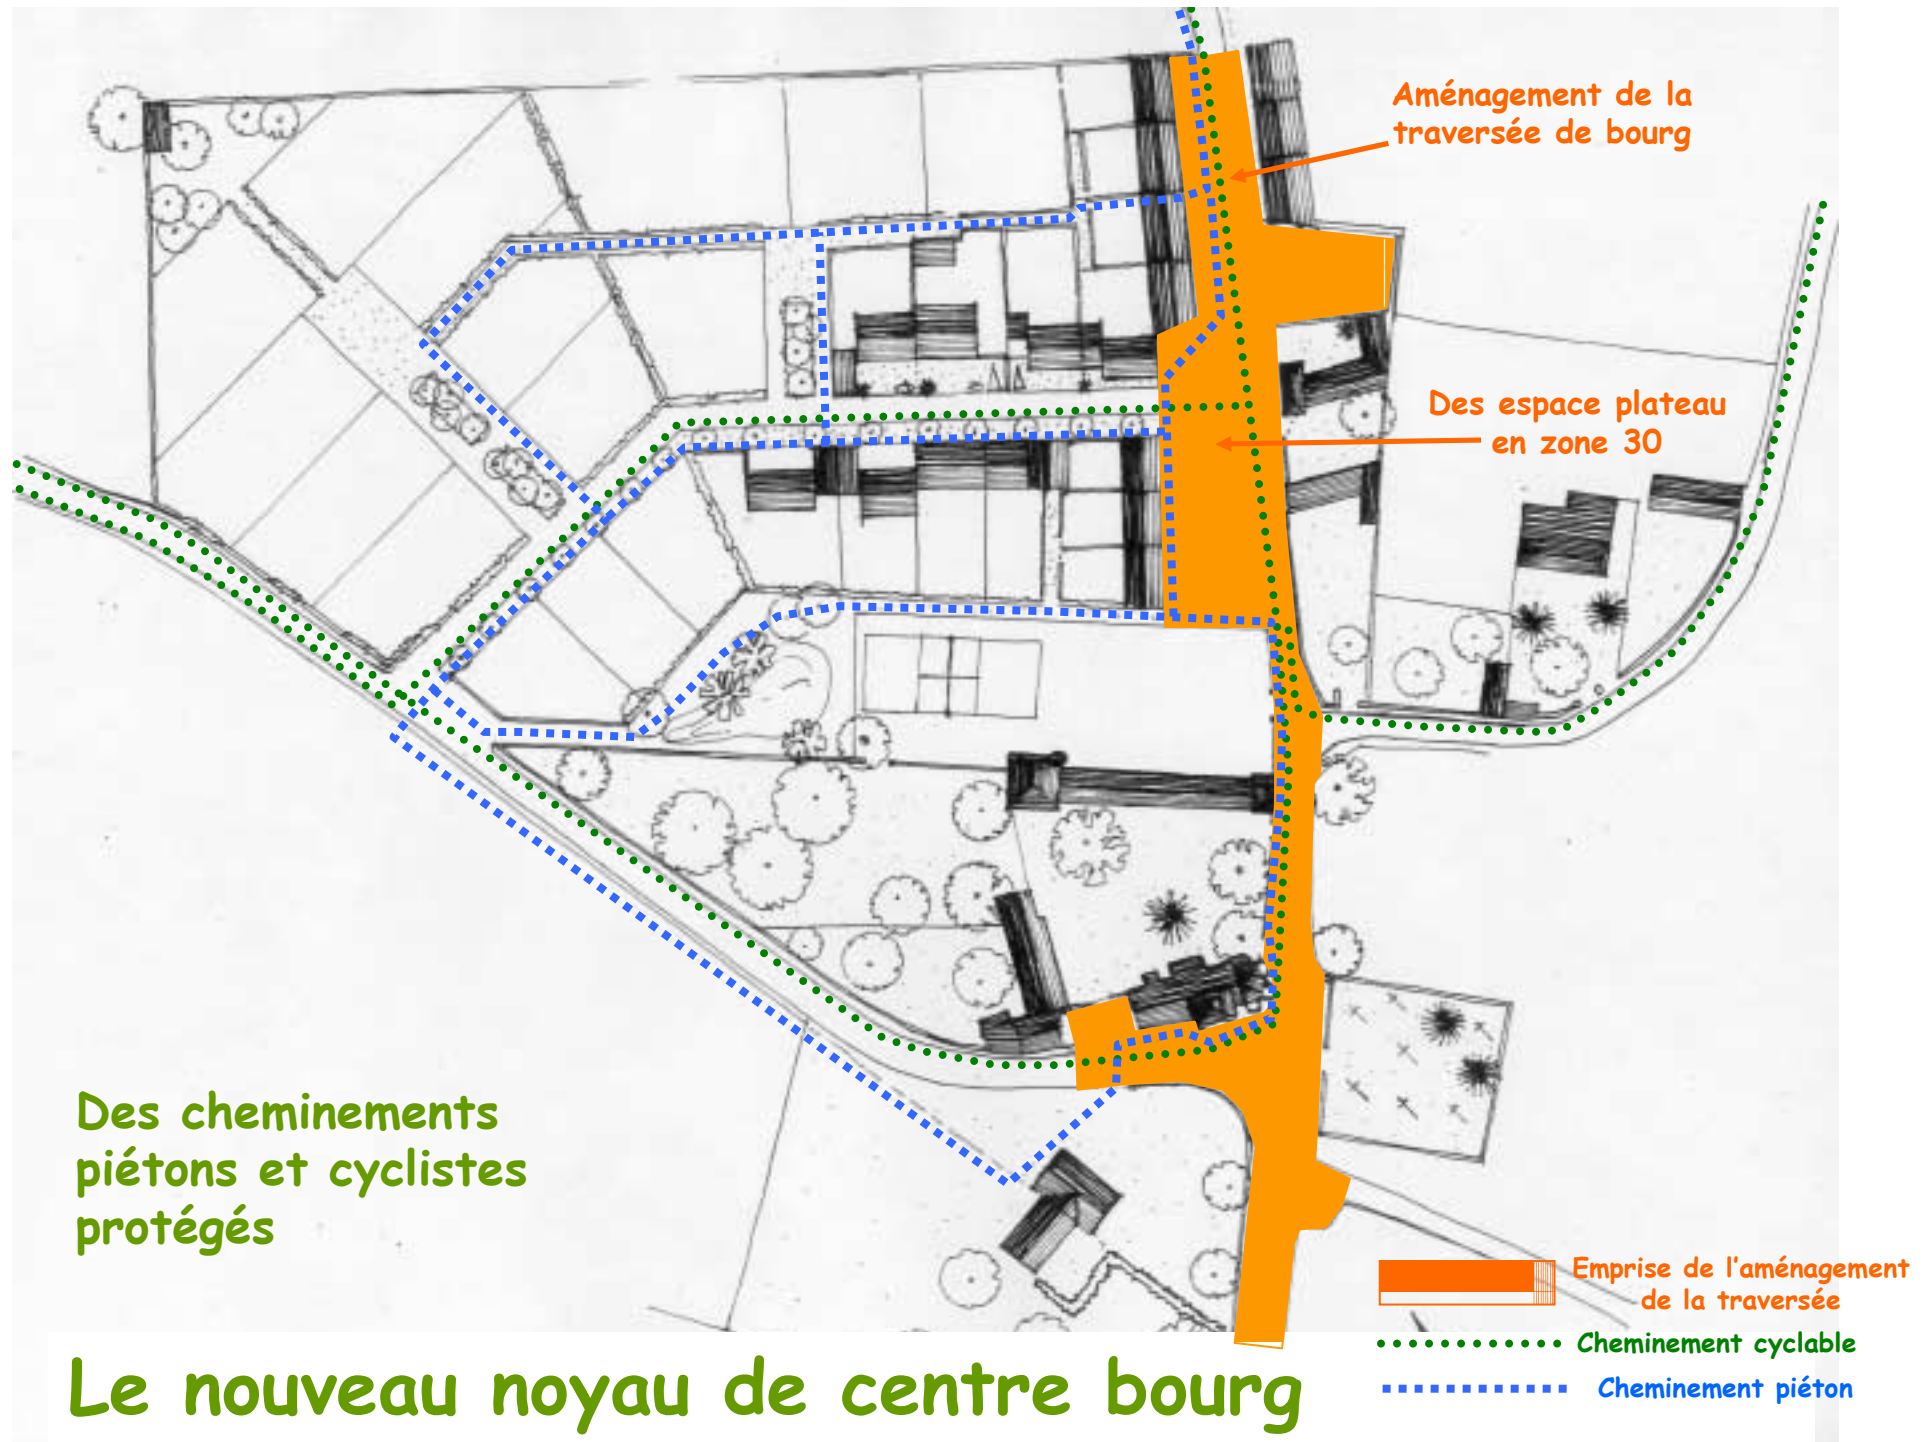 Aménagement de la
traversée de bourg
Des espace plateau
en zone 30
Des cheminements
piétons et cyclistes
protégés
Emprise de l'aménagement
de la traversée
Cheminement cyclable
Cheminement piéton
Le nouveau noyau de centre bourg